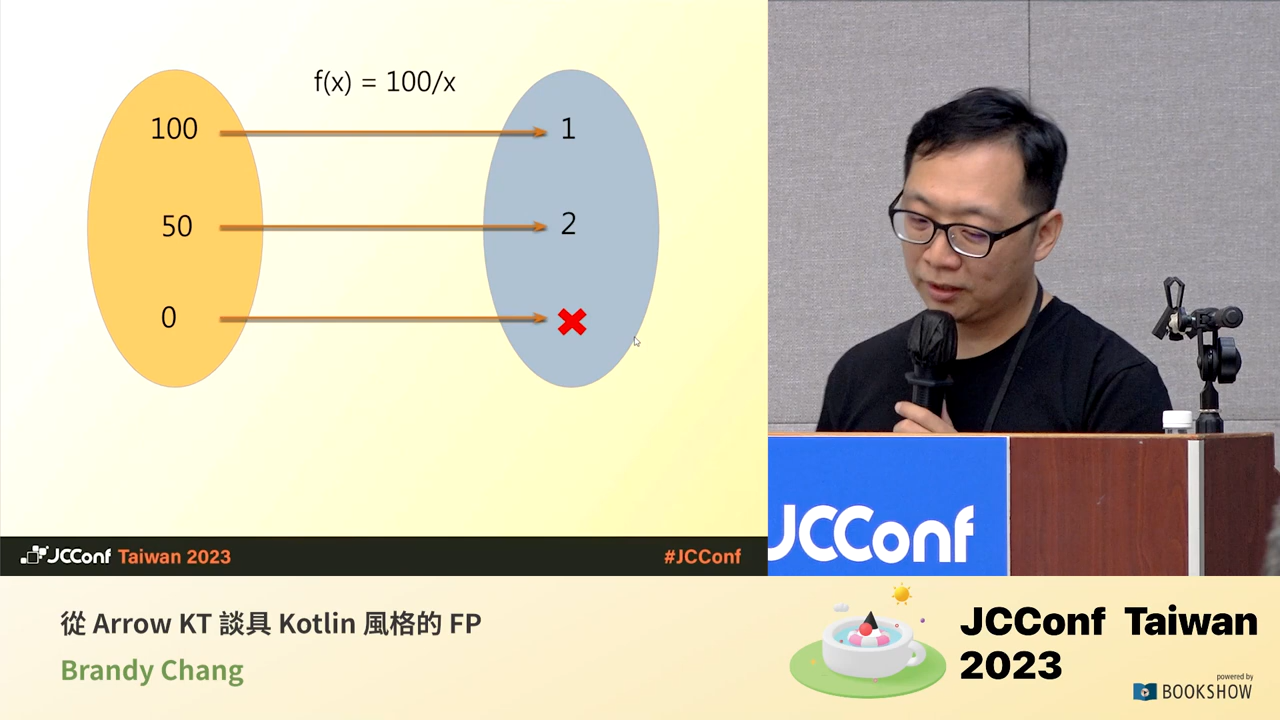 f(x) = 100/x
100
1
50
2
0
JCConf Taiwan 2023
#JCConf
JCConf
從 Arrow KT 談具 Kotlin 風格的 FP
Brandy Chang
JCConf Taiwan
2023
powered by
BOOKSHOW